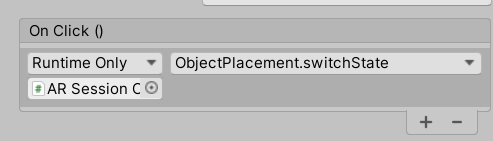 On Click ()
Runtime Only ObjectPlacement.switchState
# AR Session O
+ −